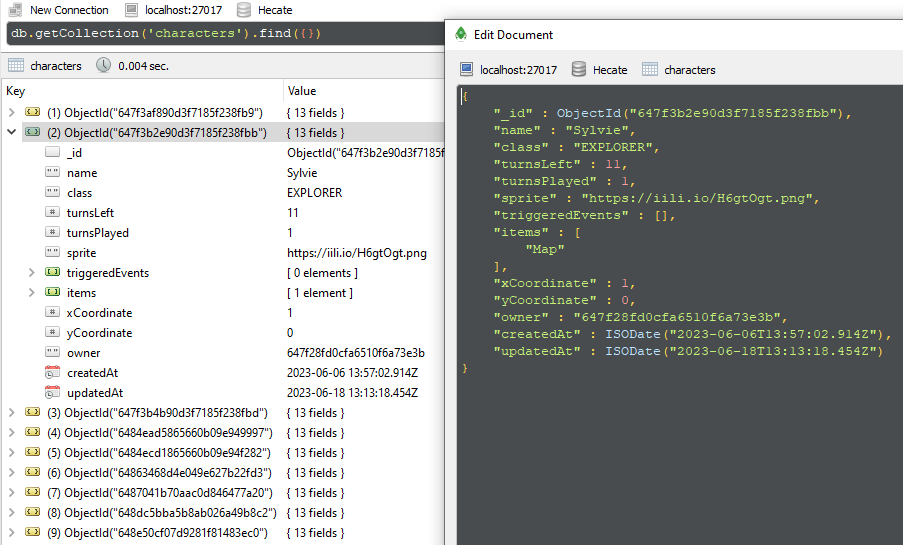 New Connection localhost:27017 Hecate
db.getCollection('characters').find({})
characters 0.004 sec.
Key Value
(1) ObjectId("647f3af890d3f7185f238fb9") { 13 fields }
(2) ObjectId("647f3b2e90d3f7185f238fbb") { 13 fields }
_id ObjectId("647f3b2e90d3f7185f
name Sylvie
class EXPLORER
turnsLeft 11
turnsPlayed 1
sprite https://iili.io/H6gtOgt.png
triggeredEvents [ 0 elements ]
items [ 1 element ]
xCoordinate 1
yCoordinate 0
owner 647f28fd0cfa6510f6a73e3b
createdAt 2023-06-06 13:57:02.914Z
updatedAt 2023-06-18 13:13:18.454Z
(3) ObjectId("647f3b4b90d3f7185f238fbd") { 13 fields }
(4) ObjectId("6484ead5865660b09e949997") { 13 fields }
(5) ObjectId("6484ecd1865660b09e94f282") { 13 fields }
(6) ObjectId("64863468d4e049e627b22fd3") { 13 fields }
(7) ObjectId("6487041b70aac0d846477a20") { 13 fields }
(8) ObjectId("648dc5bba5b8ab026a49b8c2") { 13 fields }
(9) ObjectId("648e50cf07d9281f81483ec0") { 13 fields }
Edit Document
localhost:27017 Hecate characters
{
"_id" : ObjectId("647f3b2e90d3f7185f238fbb"),
"name" : "Sylvie",
"class" : "EXPLORER",
"turnsLeft" : 11,
"turnsPlayed" : 1,
"sprite" : "https://iili.io/H6gtOgt.png",
"triggeredEvents" : [],
"items" : [
"Map"
],
"xCoordinate" : 1,
"yCoordinate" : 0,
"owner" : "647f28fd0cfa6510f6a73e3b",
"createdAt" : ISODate("2023-06-06T13:57:02.914Z"),
"updatedAt" : ISODate("2023-06-18T13:13:18.454Z")
}